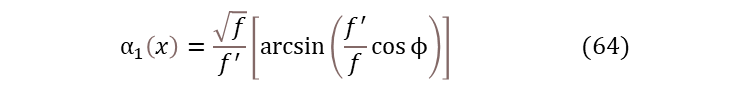 α₁(x) = √f/f′ [arcsin (f′/f cos ϕ)] (64)